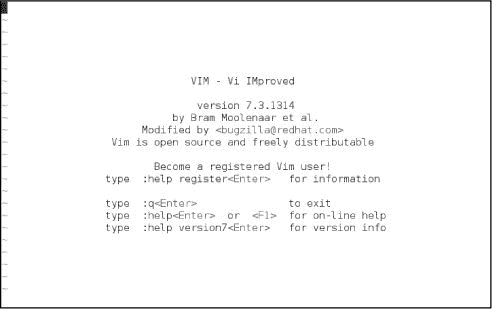 VIM - Vi IMproved
version 7.3.1314
by Bram Moolenaar et al.
Modified by <bugzilla@redhat.com>
Vim is open source and freely distributable
Become a registered Vim user!
type :help register<Enter> for information
type :q<Enter> to exit
type :help<Enter> or <F1> for on-line help
type :help version7<Enter> for version info